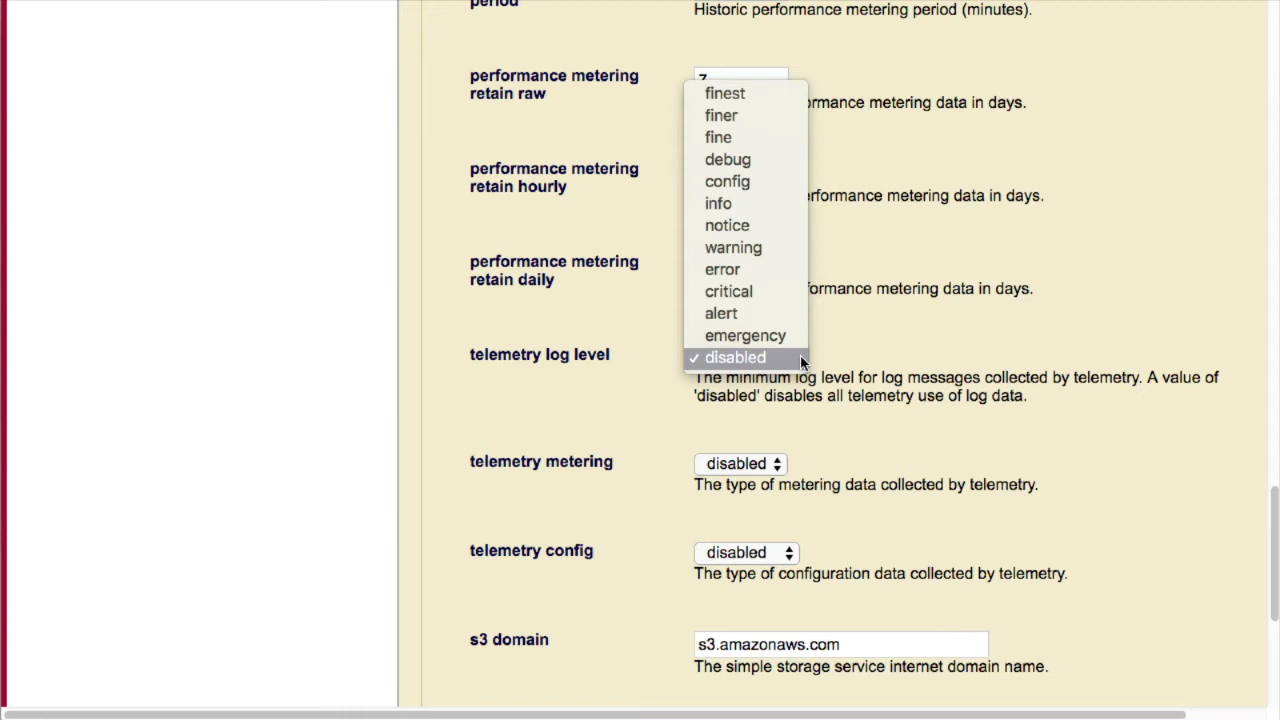 period
Historic performance metering period (minutes).
performance metering
retain raw
7
ormance metering data in days.
performance metering
retain hourly
erformance metering data in days.
performance metering
retain daily
formance metering data in days.
telemetry log level
finest
finer
fine
debug
config
info
notice
warning
error
critical
alert
emergency
✓ disabled
The minimum log level for log messages collected by telemetry. A value of
'disabled' disables all telemetry use of log data.
telemetry metering
disabled
The type of metering data collected by telemetry.
telemetry config
disabled
The type of configuration data collected by telemetry.
s3 domain
s3.amazonaws.com
The simple storage service internet domain name.